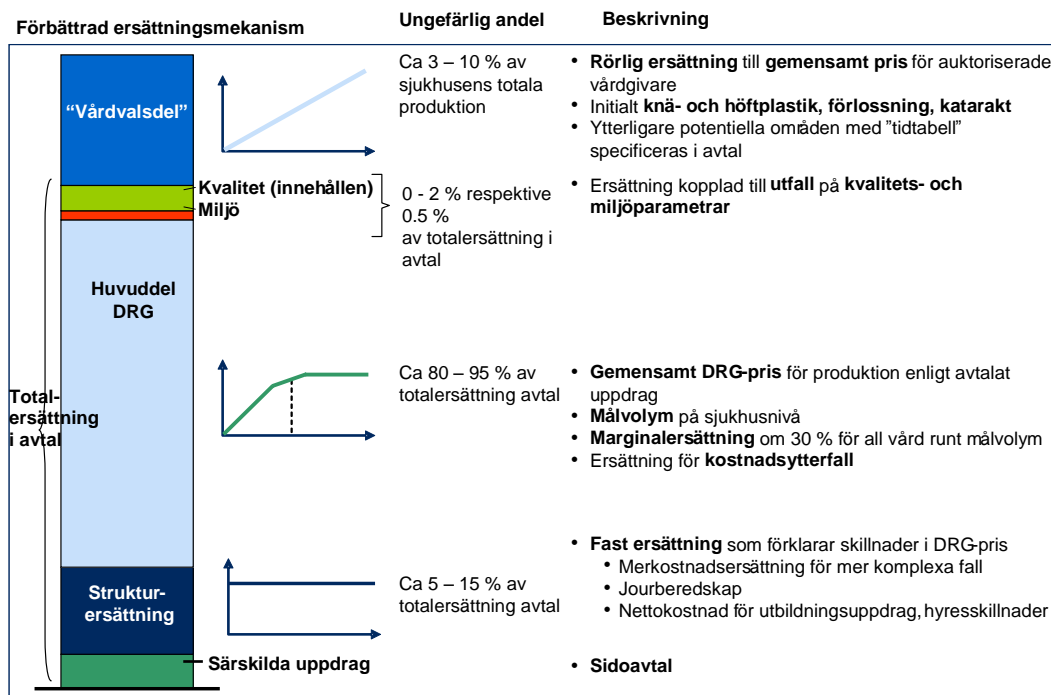 Förbättrad ersättningsmekanism
Ungefärlig andel
Beskrivning
“Vårdvalsdel”
Ca 3 – 10 % av
sjukhusens totala
produktion
• Rörlig ersättning till gemensamt pris för auktoriserade
vårdgivare
• Initialt knä- och höftplastik, förlossning, katarakt
• Ytterligare potentiella områden med ”tidtabell”
specificeras i avtal
Kvalitet (innehållen)
Miljö
0 - 2 % respektive
0.5 %
av totalersättning i
avtal
• Ersättning kopplad till utfall på kvalitets- och
miljöparametrar
Huvuddel
DRG
Total-
ersättning
i avtal
Ca 80 – 95 % av
totalersättning avtal
• Gemensamt DRG-pris för produktion enligt avtalat
uppdrag
• Målvolym på sjukhusnivå
• Marginalersättning om 30 % för all vård runt målvolym
• Ersättning för kostnadsytterfall
Struktur-
ersättning
Ca 5 – 15 % av
totalersättning avtal
• Fast ersättning som förklarar skillnader i DRG-pris
• Merkostnadsersättning för mer komplexa fall
• Jourberedskap
• Nettokostnad för utbildningsuppdrag, hyresskillnader
Särskilda uppdrag
• Sidoavtal